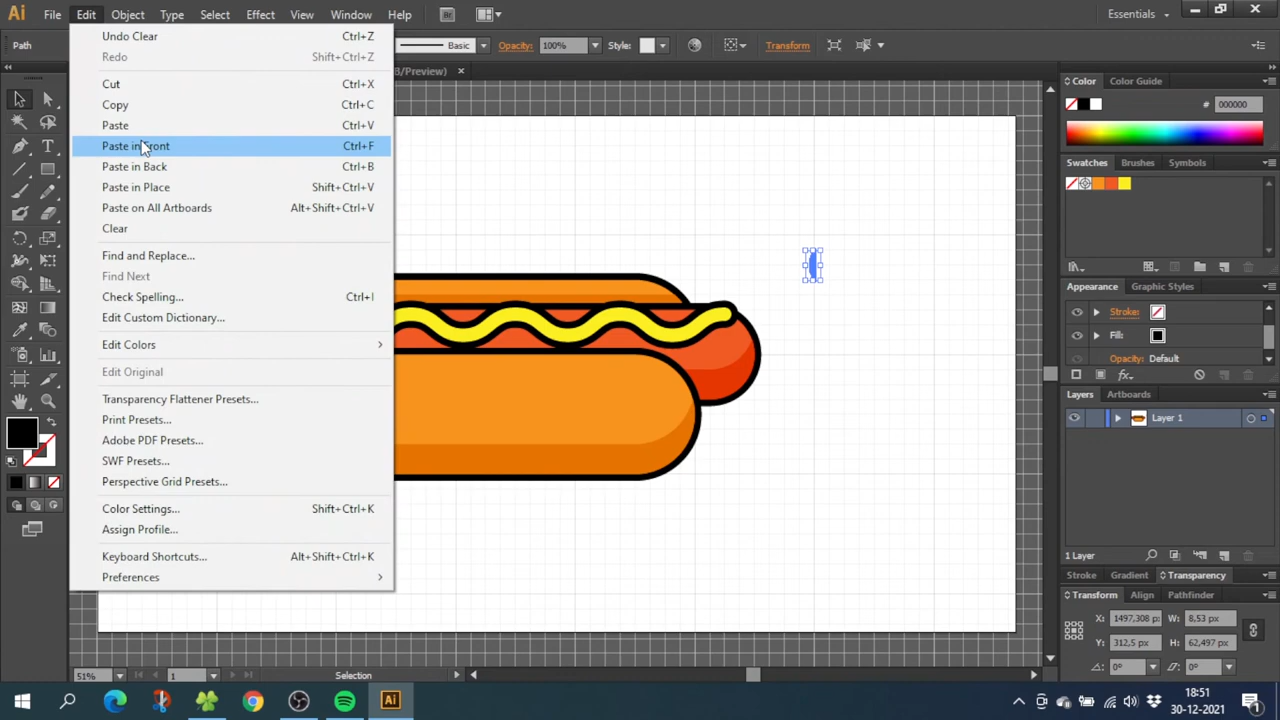 Ai File Edit Object Type Select Effect View Window Help Br Essentials
Path Basic Opacity: 100% Style: Transform
B/Preview) ×
Undo Clear Ctrl+Z
Redo Shift+Ctrl+Z
Cut Ctrl+X
Copy Ctrl+C
Paste Ctrl+V
Paste in Front Ctrl+F
Paste in Back Ctrl+B
Paste in Place Shift+Ctrl+V
Paste on All Artboards Alt+Shift+Ctrl+V
Clear
Find and Replace...
Find Next
Check Spelling... Ctrl+I
Edit Custom Dictionary...
Edit Colors
Edit Original
Transparency Flattener Presets...
Print Presets...
Adobe PDF Presets...
SWF Presets...
Perspective Grid Presets...
Color Settings... Shift+Ctrl+K
Assign Profile...
Keyboard Shortcuts... Alt+Shift+Ctrl+K
Preferences
Color Color Guide
# 000000
Swatches Brushes Symbols
Appearance Graphic Styles
Stroke:
Fill:
Opacity: Default
Layers Artboards
Layer 1
1 Layer
Stroke Gradient Transparency
Transform Align Pathfinder
X: 1497,308 p: W: 8,53 px
Y: 312,5 px H: 62,497 px
0° 0°
51% 1 Selection
Ai 18:51
30-12-2021 1